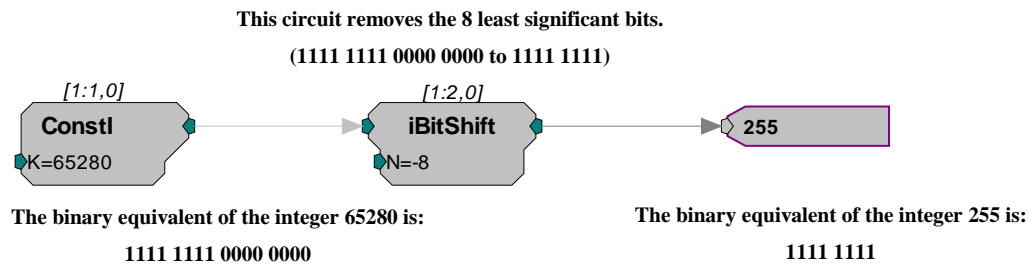 This circuit removes the 8 least significant bits.
(1111 1111 0000 0000 to 1111 1111)
[1:1,0]
ConstI
K=65280
[1:2,0]
iBitShift
N=-8
255
The binary equivalent of the integer 65280 is:
1111 1111 0000 0000
The binary equivalent of the integer 255 is:
1111 1111